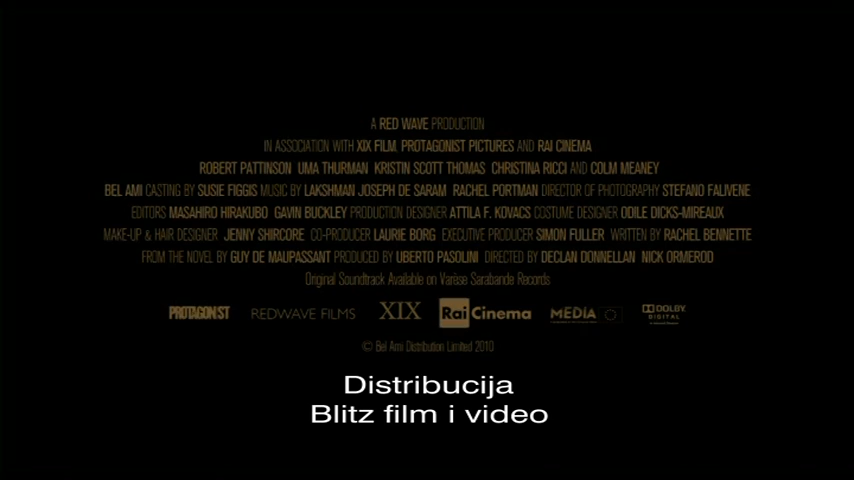 A RED WAVE PRODUCTION
IN ASSOCIATION WITH XIX FILM, PROTAGONIST PICTURES AND RAI CINEMA
ROBERT PATTINSON UMA THURMAN KRISTIN SCOTT THOMAS CHRISTINA RICCI AND COLM MEANEY
BEL AMI CASTING BY SUSIE FIGGIS MUSIC BY LAKSHMAN JOSEPH DE SARAM RACHEL PORTMAN DIRECTOR OF PHOTOGRAPHY STEFANO FALIVENE
EDITORS MASAHIRO HIRAKUBO GAVIN BUCKLEY PRODUCTION DESIGNER ATTILA F. KOVACS COSTUME DESIGNER ODILE DICKS-MIREAUX
MAKE-UP & HAIR DESIGNER JENNY SHIRCORE CO-PRODUCER LAURIE BORG EXECUTIVE PRODUCER SIMON FULLER WRITTEN BY RACHEL BENNETTE
FROM THE NOVEL BY GUY DE MAUPASSANT PRODUCED BY UBERTO PASOLINI DIRECTED BY DECLAN DONNELLAN NICK ORMEROD
Original Soundtrack Available on Varèse Sarabande Records
PROTAGONIST REDWAVE FILMS XIX Rai Cinema MEDIA DOLBY DIGITAL
© Bel Ami Distribution Limited 2010
Distribucija
Blitz film i video